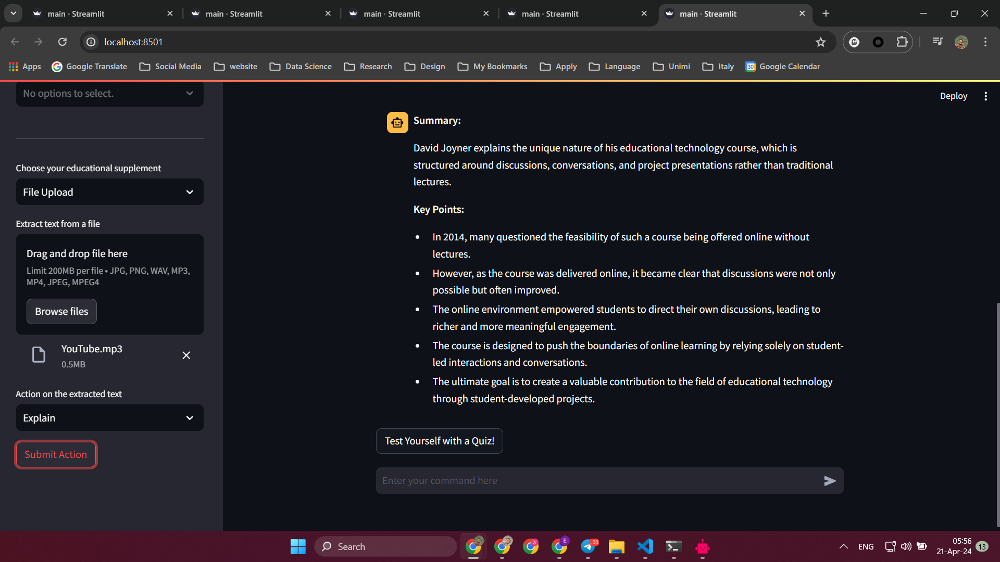 main · Streamlit
main · Streamlit
main · Streamlit
main · Streamlit
main · Streamlit
localhost:8501
Apps
Google Translate
Social Media
website
Data Science
Research
Design
My Bookmarks
Apply
Language
Unimi
Italy
30
Google Calendar
No options to select.
Choose your educational supplement
File Upload
Extract text from a file
Drag and drop file here
Limit 200MB per file • JPG, PNG, WAV, MP3,
MP4, JPEG, MPEG4
Browse files
YouTube.mp3
0.5MB
Action on the extracted text
Explain
Submit Action
Deploy
Summary:
David Joyner explains the unique nature of his educational technology course, which is
structured around discussions, conversations, and project presentations rather than traditional
lectures.
Key Points:
• In 2014, many questioned the feasibility of such a course being offered online without
lectures.
• However, as the course was delivered online, it became clear that discussions were not only
possible but often improved.
• The online environment empowered students to direct their own discussions, leading to
richer and more meaningful engagement.
• The course is designed to push the boundaries of online learning by relying solely on student-
led interactions and conversations.
• The ultimate goal is to create a valuable contribution to the field of educational technology
through student-developed projects.
Test Yourself with a Quiz!
Enter your command here
Search
A
E
.00
ENG
05:56
21-Apr-24
13